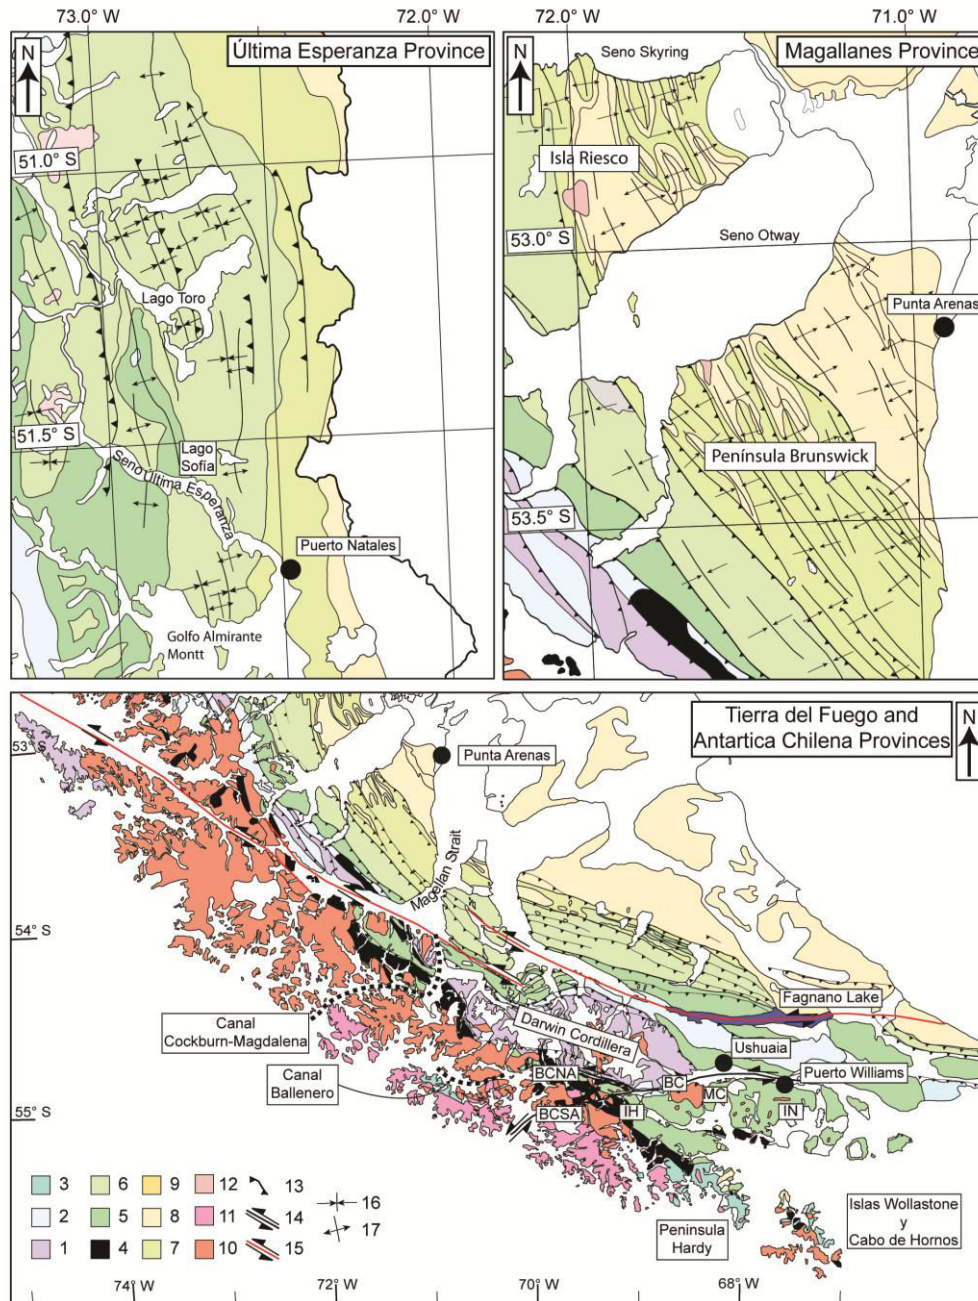 73.0° W
72.0° W
72.0° W
71.0° W
N
Última Esperanza Province
51.0° S
Lago Toro
51.5° S
Lago
Sofía
Seno Última Esperanza
Puerto Natales
Golfo Almirante
Montt
N
Seno Skyring
Magallanes Province
Isla Riesco
53.0° S
Seno Otway
Punta Arenas
Península Brunswick
53.5° S
Tierra del Fuego and
Antartica Chilena Provinces
N
53° S
Punta Arenas
Magellan Strait
54° S
Fagnano Lake
Canal
Cockburn-Magdalena
Darwin Cordillera
Ushuaia
Canal
Ballenero
BCNA
BC
Puerto Williams
MC
55° S
BCSA
IH
IN
3
6
9
12
13
16
2
5
8
11
14
17
1
4
7
10
15
Peninsula
Hardy
Islas Wollastone
y
Cabo de Hornos
74° W
72° W
70° W
68° W